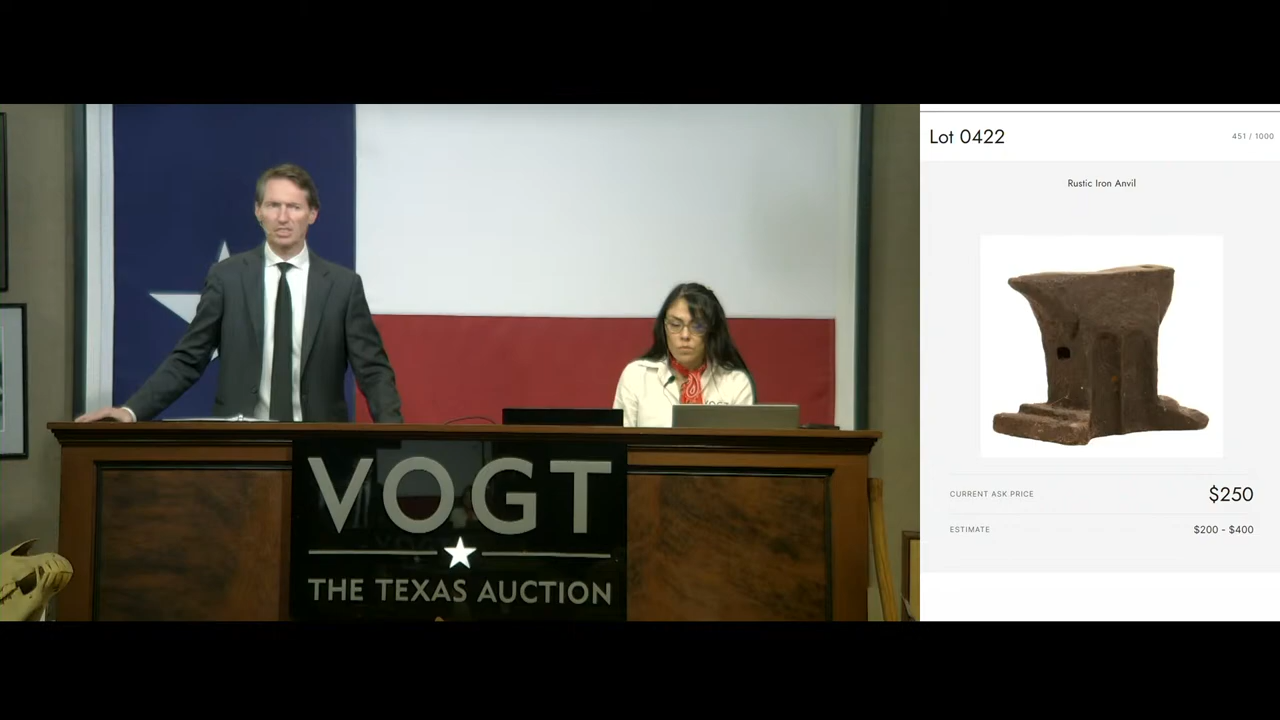 VOGT
THE TEXAS AUCTION
Lot 0422
451 / 1000
Rustic Iron Anvil
CURRENT ASK PRICE
$250
ESTIMATE
$200 - $400